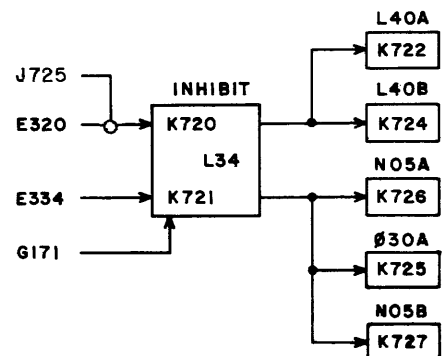 L40A
K722
J725
INHIBIT
L40B
E320
K720
K724
L34
N05A
E334
K721
K726
G171
Ø30A
K725
N05B
K727